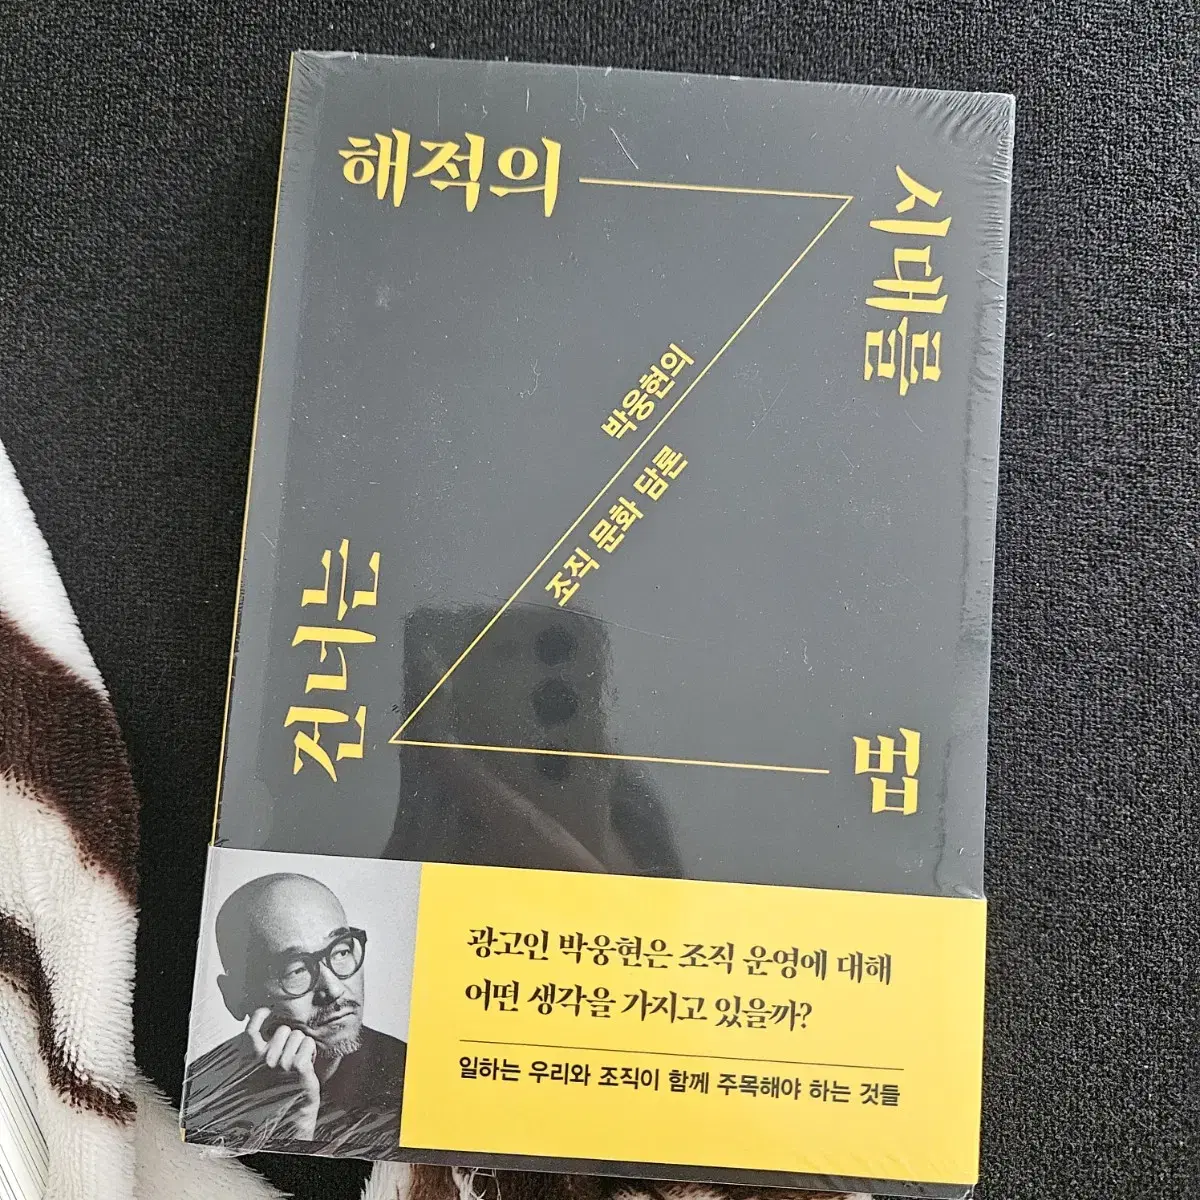 해적의
시대를
건너는
법
박웅현의
조직 문화 담론
광고인 박웅현은 조직 운영에 대해
어떤 생각을 가지고 있을까?
일하는 우리와 조직이 함께 주목해야 하는 것들